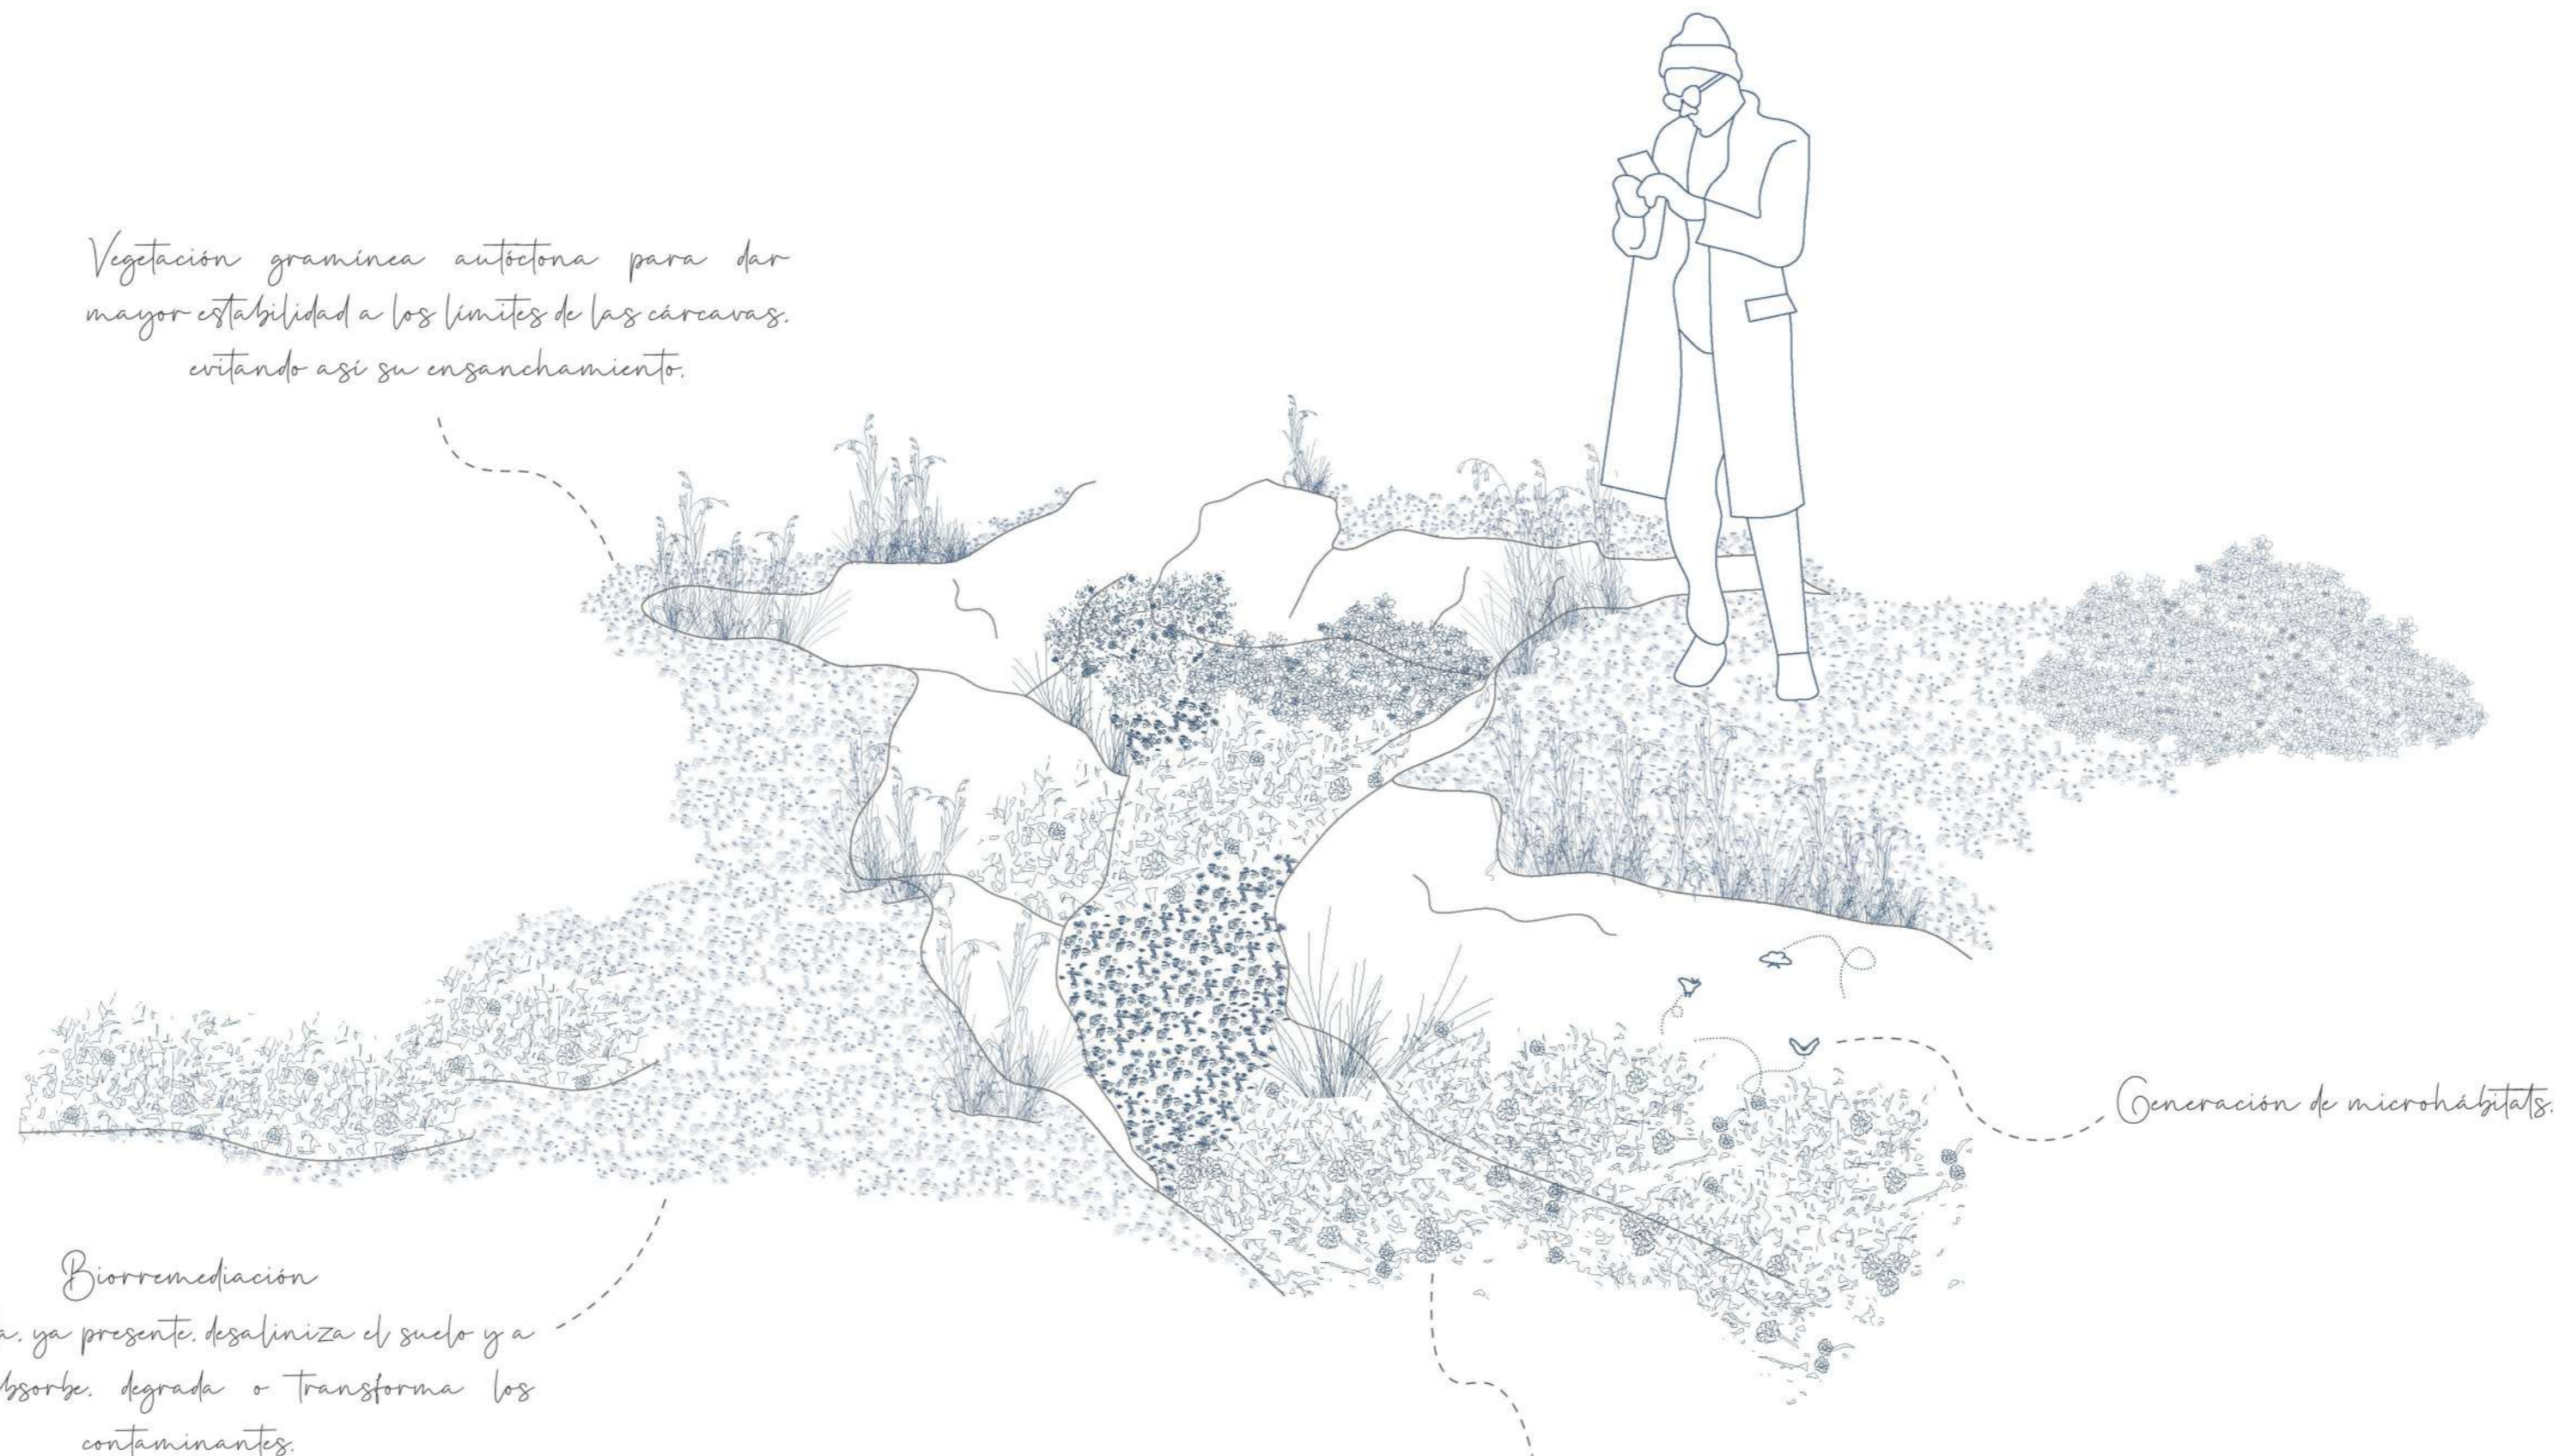 Vegetación gramínea autóctona para dar
mayor estabilidad a los límites de las cárcavas,
evitando así su ensanchamiento.
Generación de microhábitats.
Biorremediación
ya presente, desaliniza el suelo y a
degrada o transforma los
contaminantes.